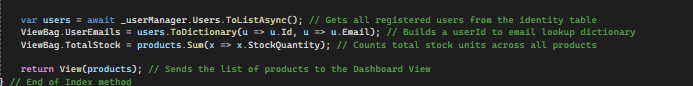 var users = await _userManager.Users.ToListAsync(); // Gets all registered users from the identity table
ViewBag.UserEmails = users.ToDictionary(u => u.Id, u => u.Email); // Builds a userId to email lookup dictionary
ViewBag.TotalStock = products.Sum(x => x.StockQuantity); // Counts total stock units across all products
return View(products); // Sends the list of products to the Dashboard View
} // End of Index method